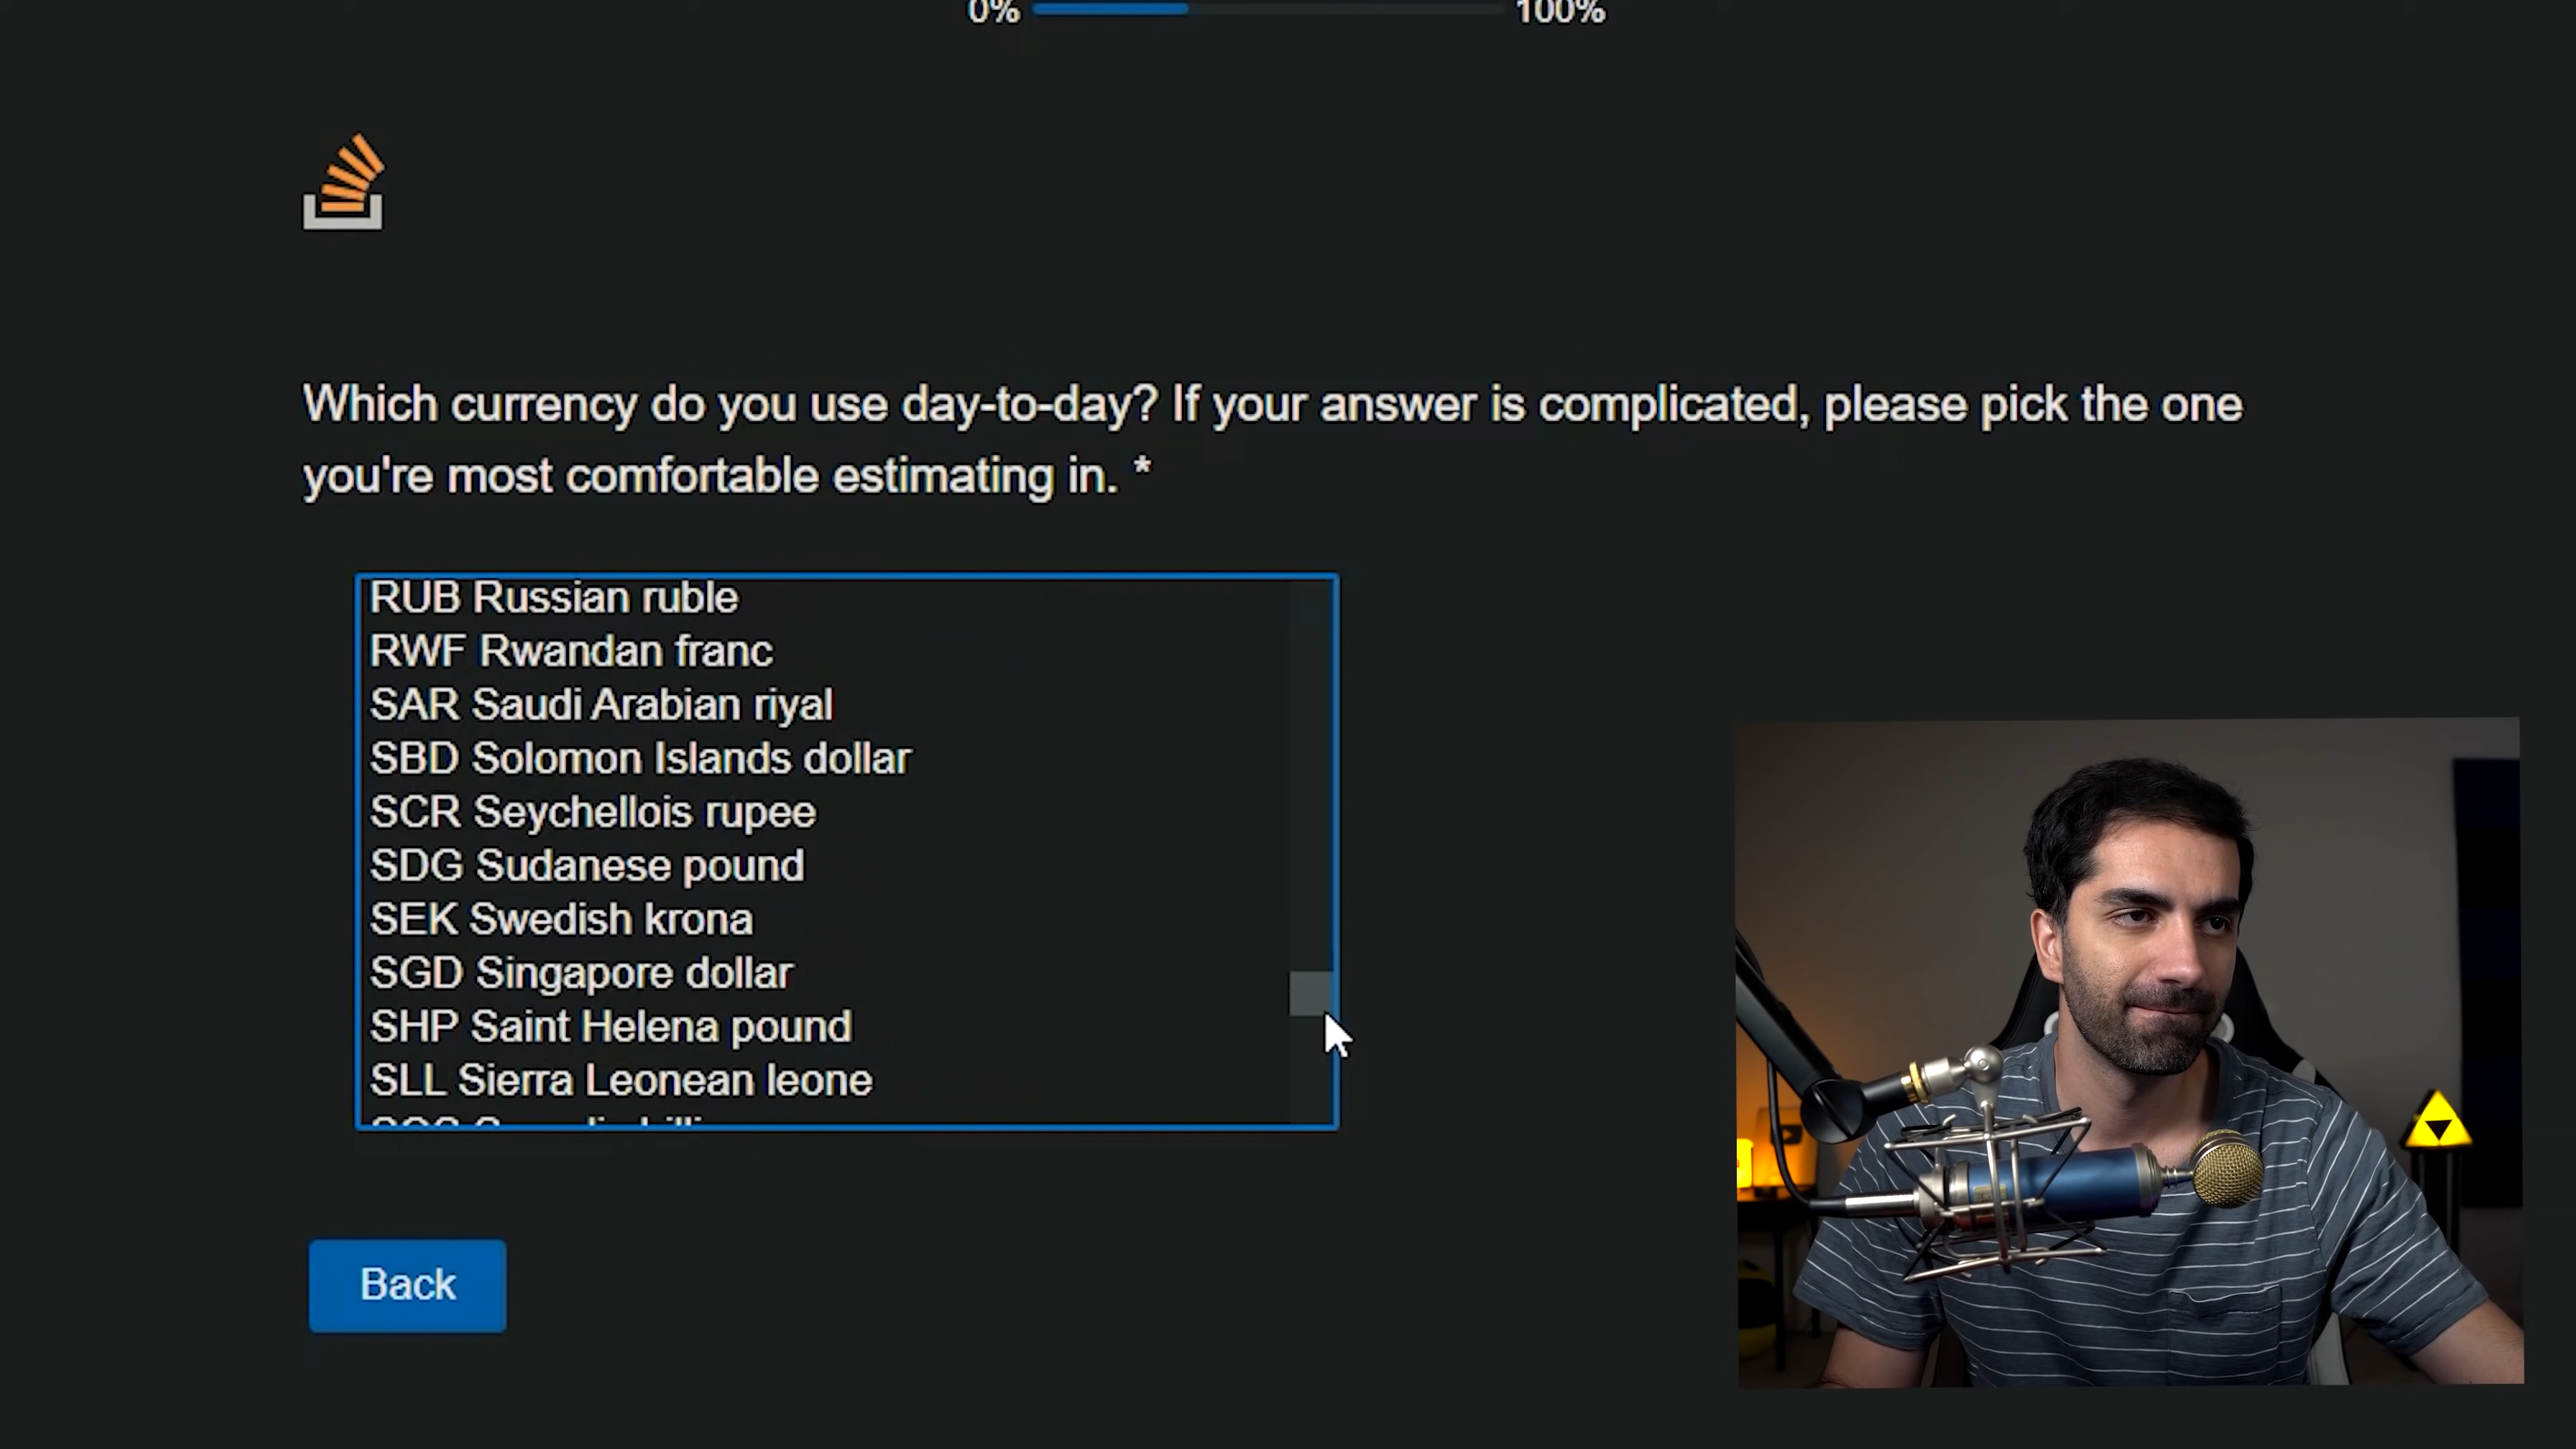 0% 100%
Which currency do you use day-to-day? If your answer is complicated, please pick the one
you're most comfortable estimating in. *
RUB Russian ruble
RWF Rwandan franc
SAR Saudi Arabian riyal
SBD Solomon Islands dollar
SCR Seychellois rupee
SDG Sudanese pound
SEK Swedish krona
SGD Singapore dollar
SHP Saint Helena pound
SLL Sierra Leonean leone
Back